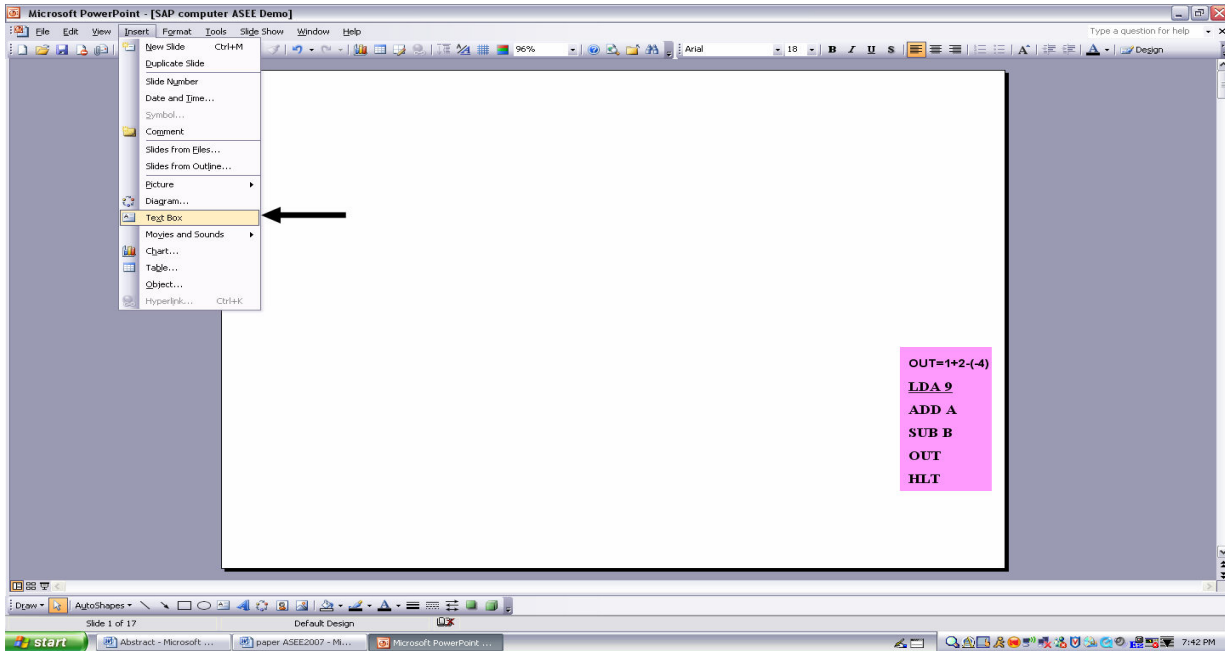 Microsoft PowerPoint - [SAP computer ASEE Demo]
File Edit View Insert Format Tools Slide Show Window Help
Type a question for help
96%
Arial
18
B I U S
Design
New Slide Ctrl+M
Duplicate Slide
Slide Number
Date and Time...
Symbol...
Comment
Slides from Files...
Slides from Outline...
Picture
Diagram...
Text Box
Movies and Sounds
Chart...
Table...
Object...
Hyperlink... Ctrl+K
OUT=1+2-(-4)
LDA 9
ADD A
SUB B
OUT
HLT
Draw AutoShapes
Slide 1 of 17
Default Design
start
Abstract - Microsoft ...
paper ASEE2007 - Mi...
Microsoft PowerPoint ...
7:42 PM